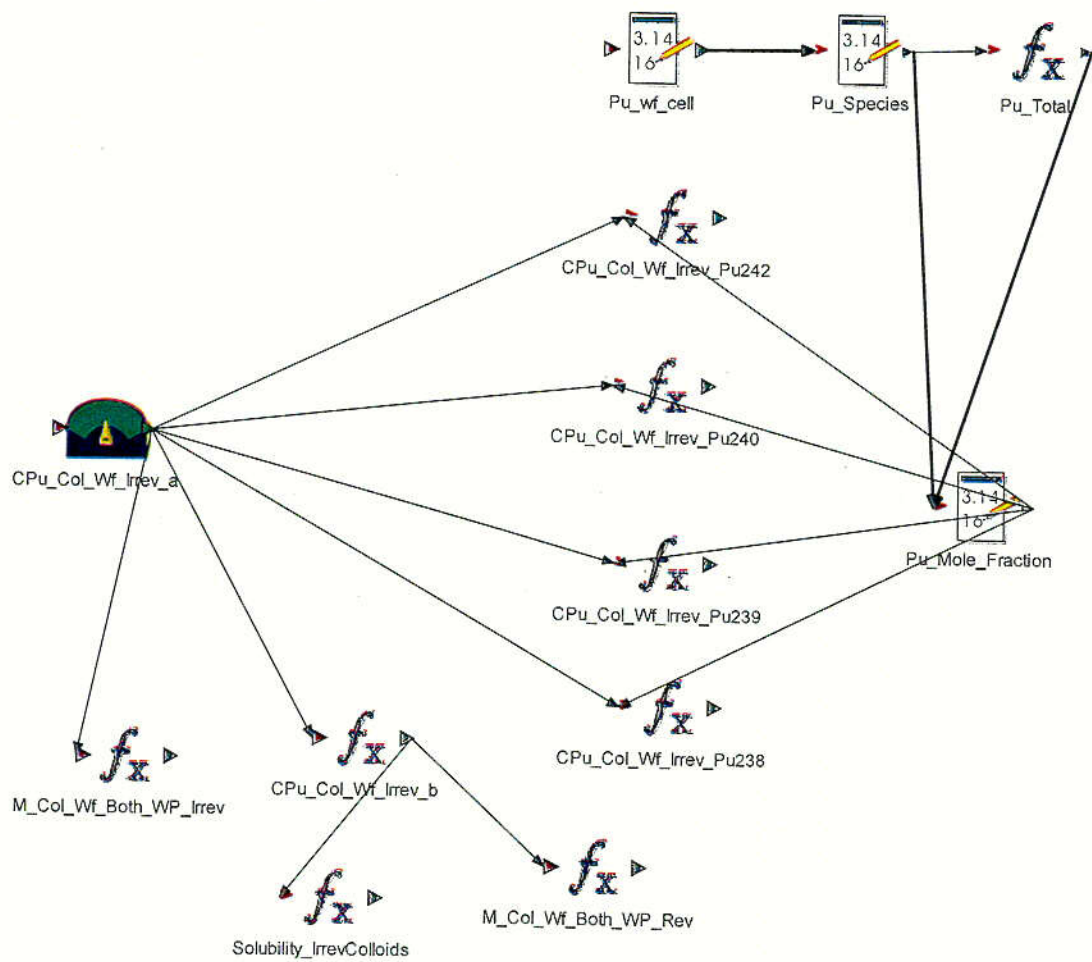 3.14
16
3.14
16
fx
Pu_wf_cell
Pu_Species
Pu_Total
fx
CPu_Col_Wf_Irrev_Pu242
fx
CPu_Col_Wf_Irrev_Pu240
CPu_Col_Wf_Irrev_a
3.14
16
Pu_Mole_Fraction
fx
CPu_Col_Wf_Irrev_Pu239
fx
CPu_Col_Wf_Irrev_Pu238
fx
M_Col_Wf_Both_WP_Irrev
fx
CPu_Col_Wf_Irrev_b
fx
Solubility_IrrevColloids
fx
M_Col_Wf_Both_WP_Rev